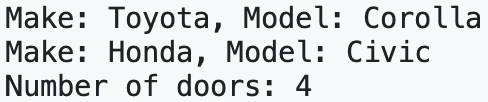 Make: Toyota, Model: Corolla
Make: Honda, Model: Civic
Number of doors: 4